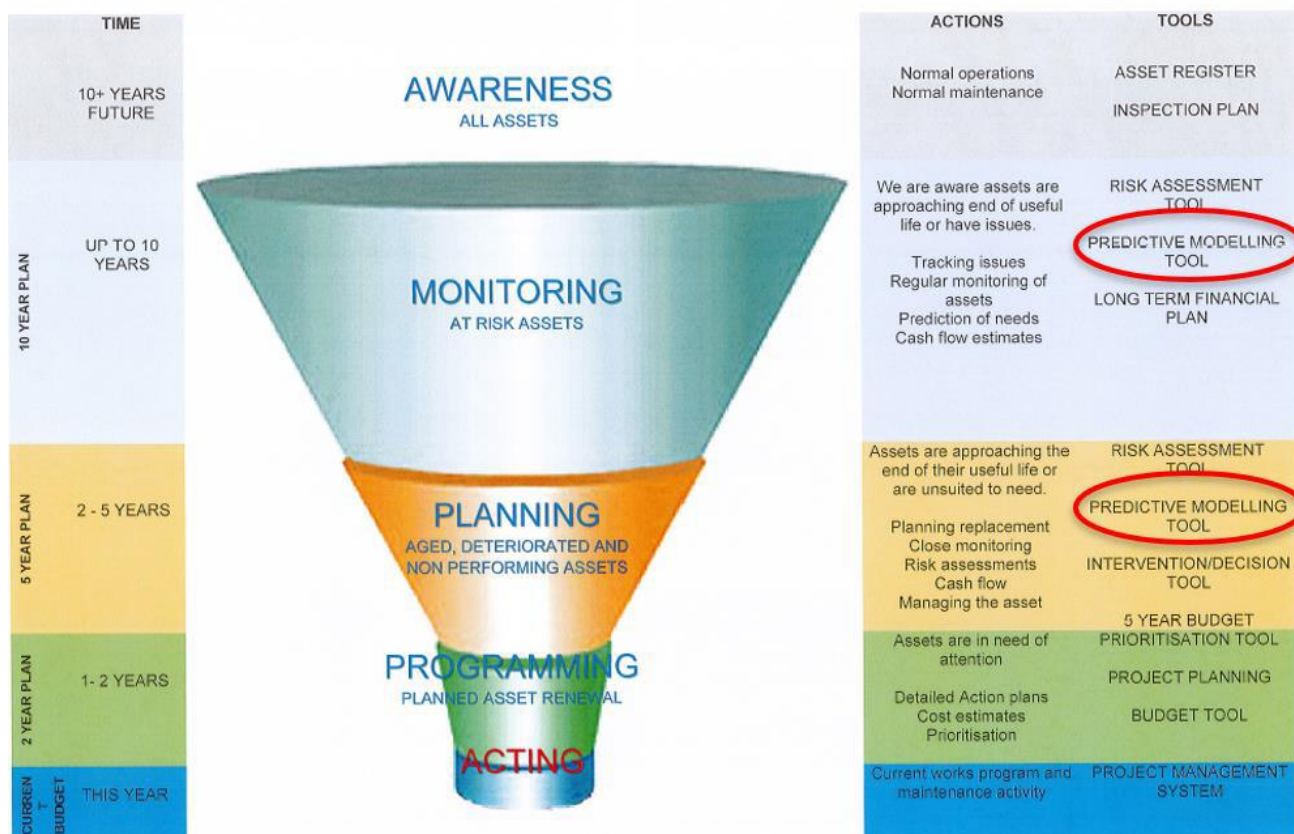 TIME
ACTIONS
TOOLS
10+ YEARS
FUTURE
AWARENESS
ALL ASSETS
Normal operations
Normal maintenance
ASSET REGISTER
INSPECTION PLAN
10 YEAR PLAN
UP TO 10
YEARS
MONITORING
AT RISK ASSETS
We are aware assets are
approaching end of useful
life or have issues.
Tracking issues
Regular monitoring of
assets
Prediction of needs
Cash flow estimates
RISK ASSESSMENT
TOOL
PREDICTIVE MODELLING
TOOL
LONG TERM FINANCIAL
PLAN
5 YEAR PLAN
2 - 5 YEARS
PLANNING
AGED, DETERIORATED AND
NON PERFORMING ASSETS
Assets are approaching the
end of their useful life or
are unsuited to need.
Planning replacement
Close monitoring
Risk assessments
Cash flow
Managing the asset
RISK ASSESSMENT
TOOL
PREDICTIVE MODELLING
TOOL
INTERVENTION/DECISION
TOOL
5 YEAR BUDGET
2 YEAR PLAN
1- 2 YEARS
PROGRAMMING
PLANNED ASSET RENEWAL
Assets are in need of
attention
Detailed Action plans
Cost estimates
Prioritisation
PRIORITISATION TOOL
PROJECT PLANNING
BUDGET TOOL
CURREN
T
BUDGET
THIS YEAR
ACTING
Current works program and
maintenance activity
PROJECT MANAGEMENT
SYSTEM